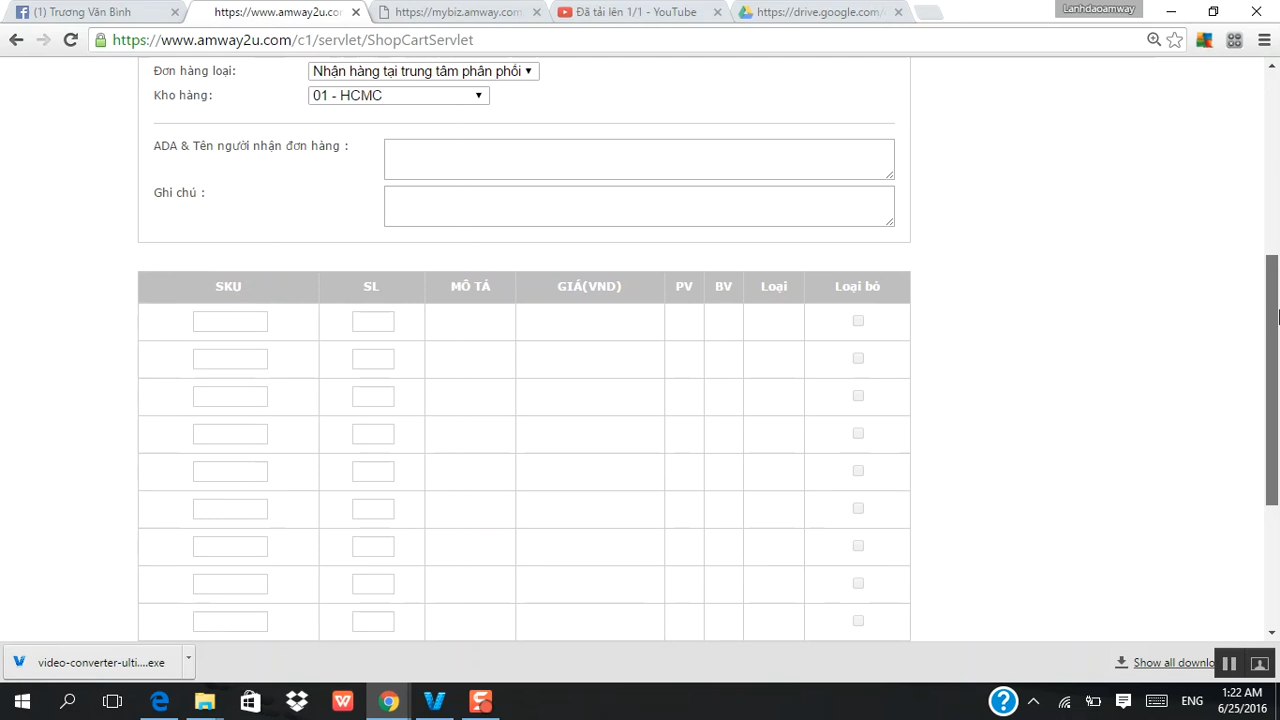 (1) Trương Văn Bình
https://www.amway2u.co
https://mybiz.amway.com
Đã tải lên 1/1 - YouTube
https://drive.google.com/
Lanhdaoamway
https://www.amway2u.com/c1/servlet/ShopCartServlet
Đơn hàng loại:
Nhận hàng tại trung tâm phân phối
Kho hàng:
01 - HCMC
ADA & Tên người nhận đơn hàng :
Ghi chú :
SKU SL MÔ TẢ GIÁ(VND) PV BV Loại Loại bỏ
video-converter-ulti....exe
Show all downlo
ENG
1:22 AM
6/25/2016